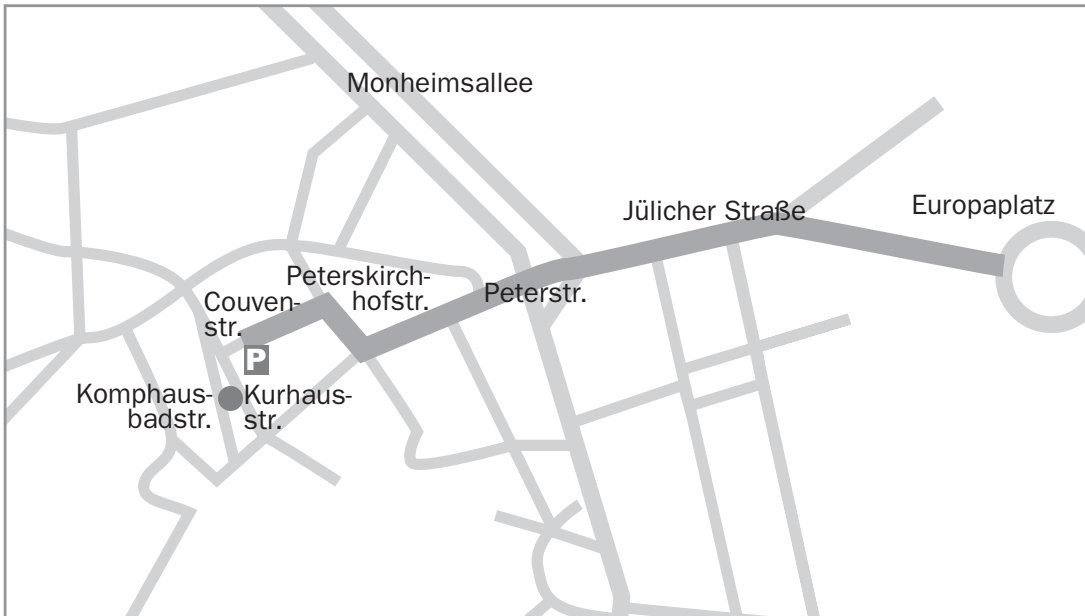 Monheimsallee
Jülicher Straße
Europaplatz
Peterskirch-
hofstr.
Peterstr.
Couven-
str.
P
Komphaus-
badstr.
Kurhaus-
str.